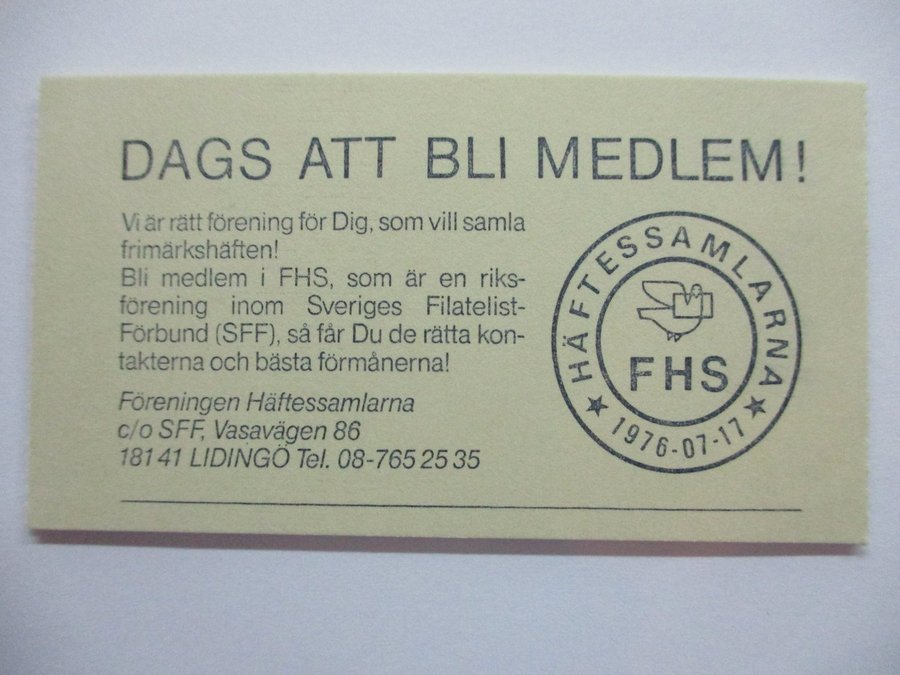 DAGS ATT BLI MEDLEM!
Vi är rätt förening för Dig, som vill samla
frimärkshäften!
Bli medlem i FHS, som är en riks-
förening inom Sveriges Filatelist-
Förbund (SFF), så får Du de rätta kon-
takterna och bästa förmånerna!
Föreningen Häftessamlarna
c/o SFF, Vasavägen 86
181 41 LIDINGÖ Tel. 08-765 25 35
HÄFTESSAMLARNA
FHS
1976-07-17